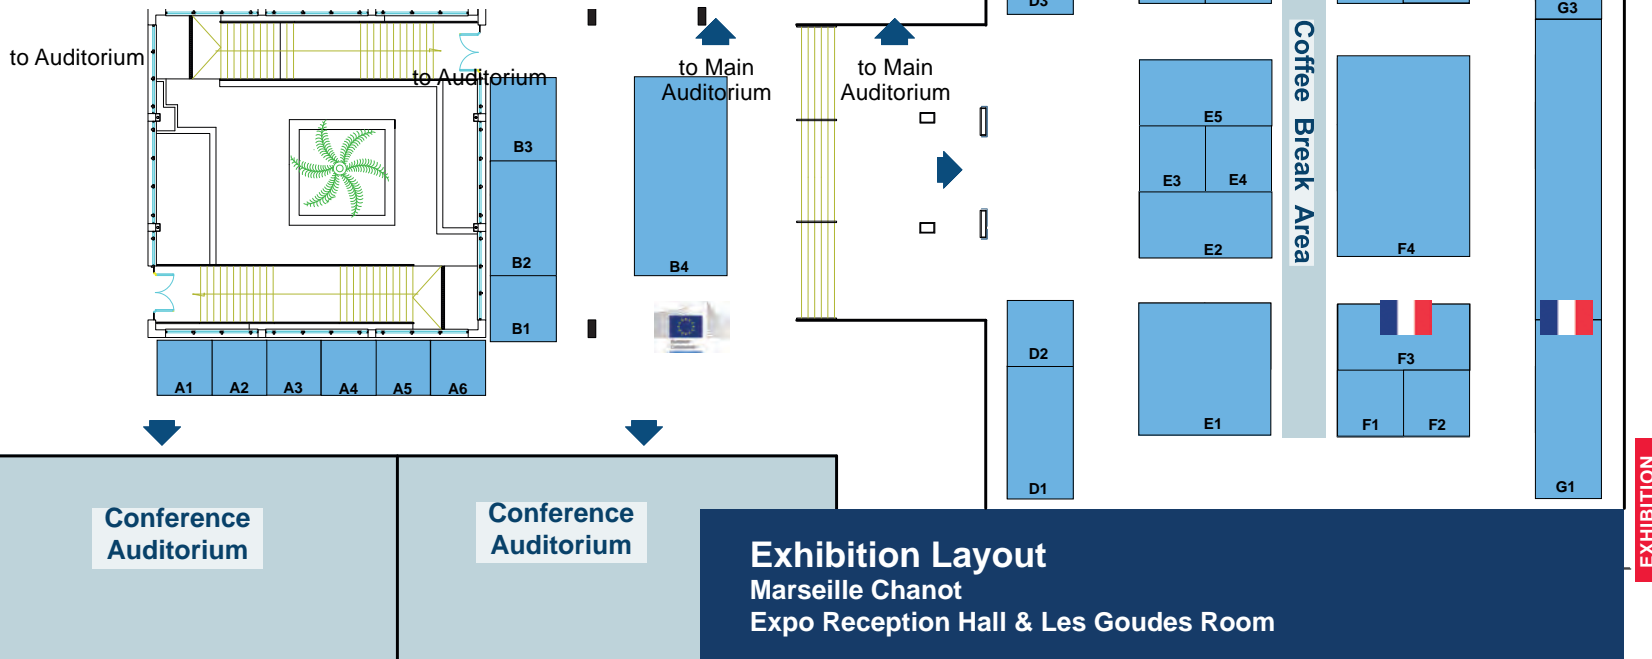 D3
G3
to Auditorium
to Auditorium
to Main
Auditorium
to Main
Auditorium
Coffee Break Area
B3
E5
E3
E4
B2
B4
E2
F4
B1
D2
F3
A1
A2
A3
A4
A5
A6
E1
F1
F2
D1
G1
EXHIBITION
Conference
Auditorium
Conference
Auditorium
Exhibition Layout
Marseille Chanot
Expo Reception Hall & Les Goudes Room